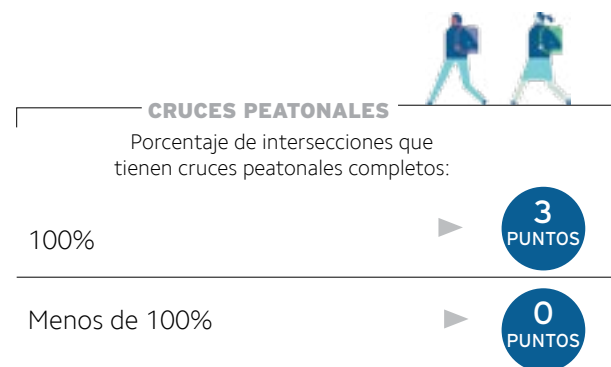 CRUCES PEATONALES
Porcentaje de intersecciones que
tienen cruces peatonales completos:
100%
3
PUNTOS
Menos de 100%
0
PUNTOS